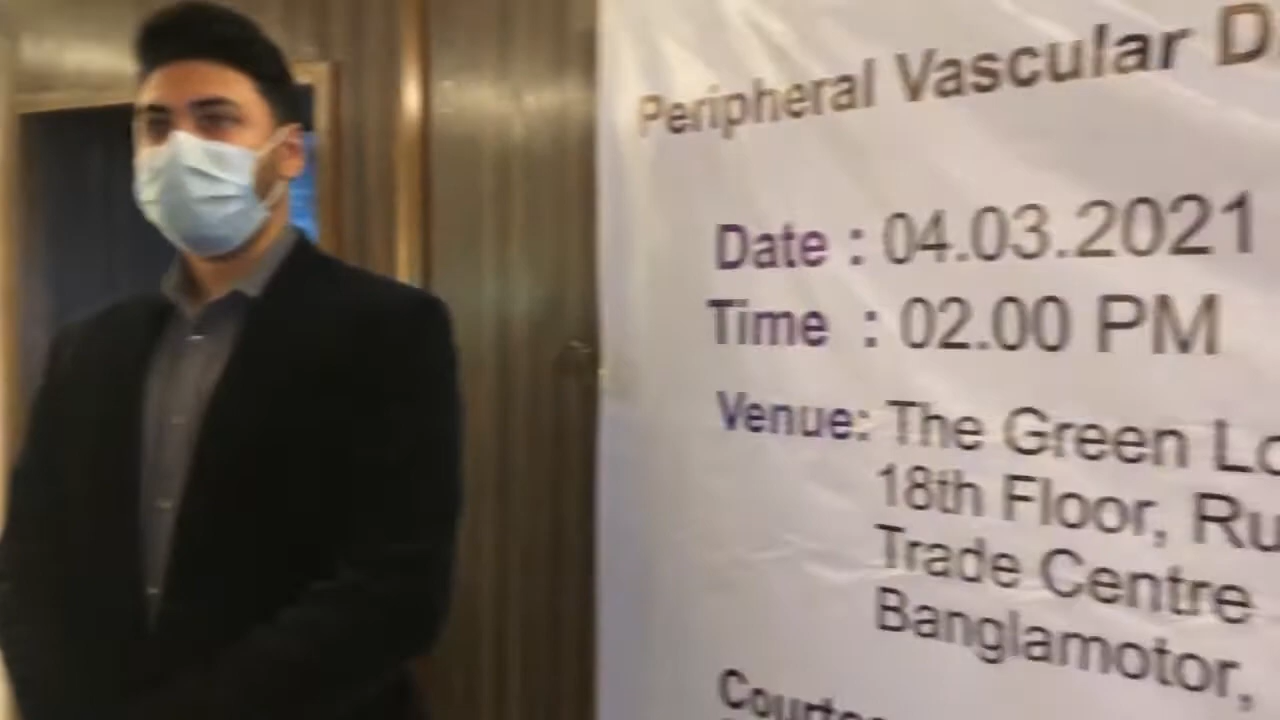 Peripheral Vascular
Date : 04.03.2021
Time : 02.00 PM
Venue: The Green
18th Floor,
Trade Centre
Banglamotor,